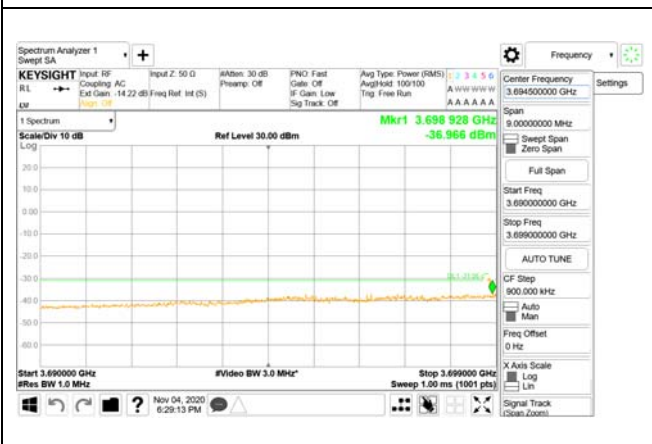 Spectrum Analyzer 1
Swept SA
Frequency
KEYSIGHT
RL
Input: RF
Coupling: AC
Ext Gain: -14.22 dB
Align: Off
Input Z: 50 Ω
Freq Ref: Int (S)
#Atten: 30 dB
Preamp: Off
PNO: Fast
Gate: Off
IF Gain: Low
Sig Track: Off
Avg Type: Power (RMS)
Avg|Hold: 100/100
Trig: Free Run
1 2 3 4 5 6
A W W W W W
A A A A A A
1 Spectrum
Scale/Div 10 dB
Log
Ref Level 30.00 dBm
Mkr1 3.698 928 GHz
-36.966 dBm
20.0
10.0
0.00
-10.0
-20.0
-30.0
-40.0
-50.0
-60.0
Start 3.690000 GHz
#Res BW 1.0 MHz
#Video BW 3.0 MHz*
Stop 3.699000 GHz
Sweep 1.00 ms (1001 pts)
Nov 04, 2020
6:29:13 PM
Center Frequency
3.694500000 GHz
Settings
Span
9.00000000 MHz
Swept Span
Zero Span
Full Span
Start Freq
3.690000000 GHz
Stop Freq
3.699000000 GHz
AUTO TUNE
CF Step
900.000 kHz
Auto
Man
Freq Offset
0 Hz
X Axis Scale
Log
Lin
Signal Track
(Span Zoom)